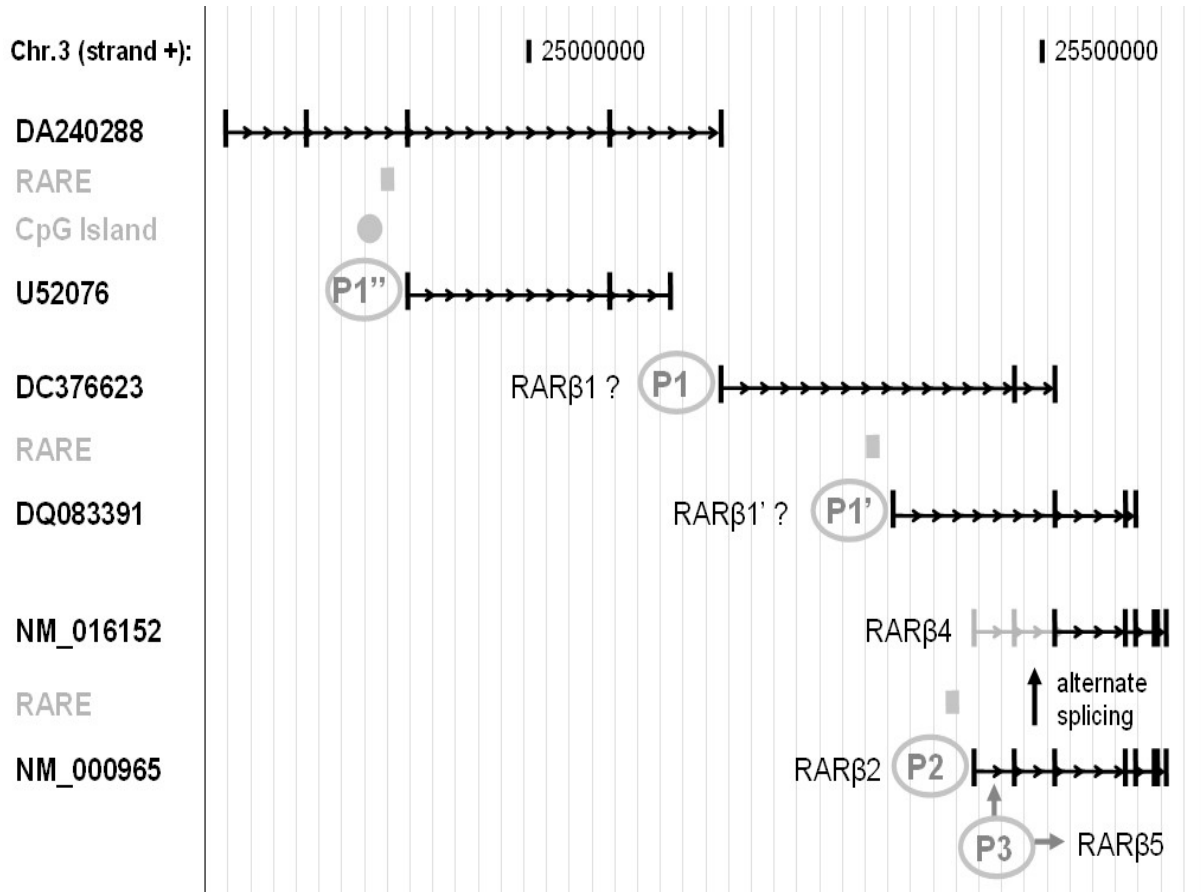 Chr.3 (strand +): 25000000 25500000
DA240288
RARE
CpG Island
U52076 P1’’
DC376623 RARβ1 ? P1
RARE
DQ083391 RARβ1’ ? P1’
NM_016152 RARβ4
RARE alternate
splicing
NM_000965 RARβ2 P2
P3 RARβ5